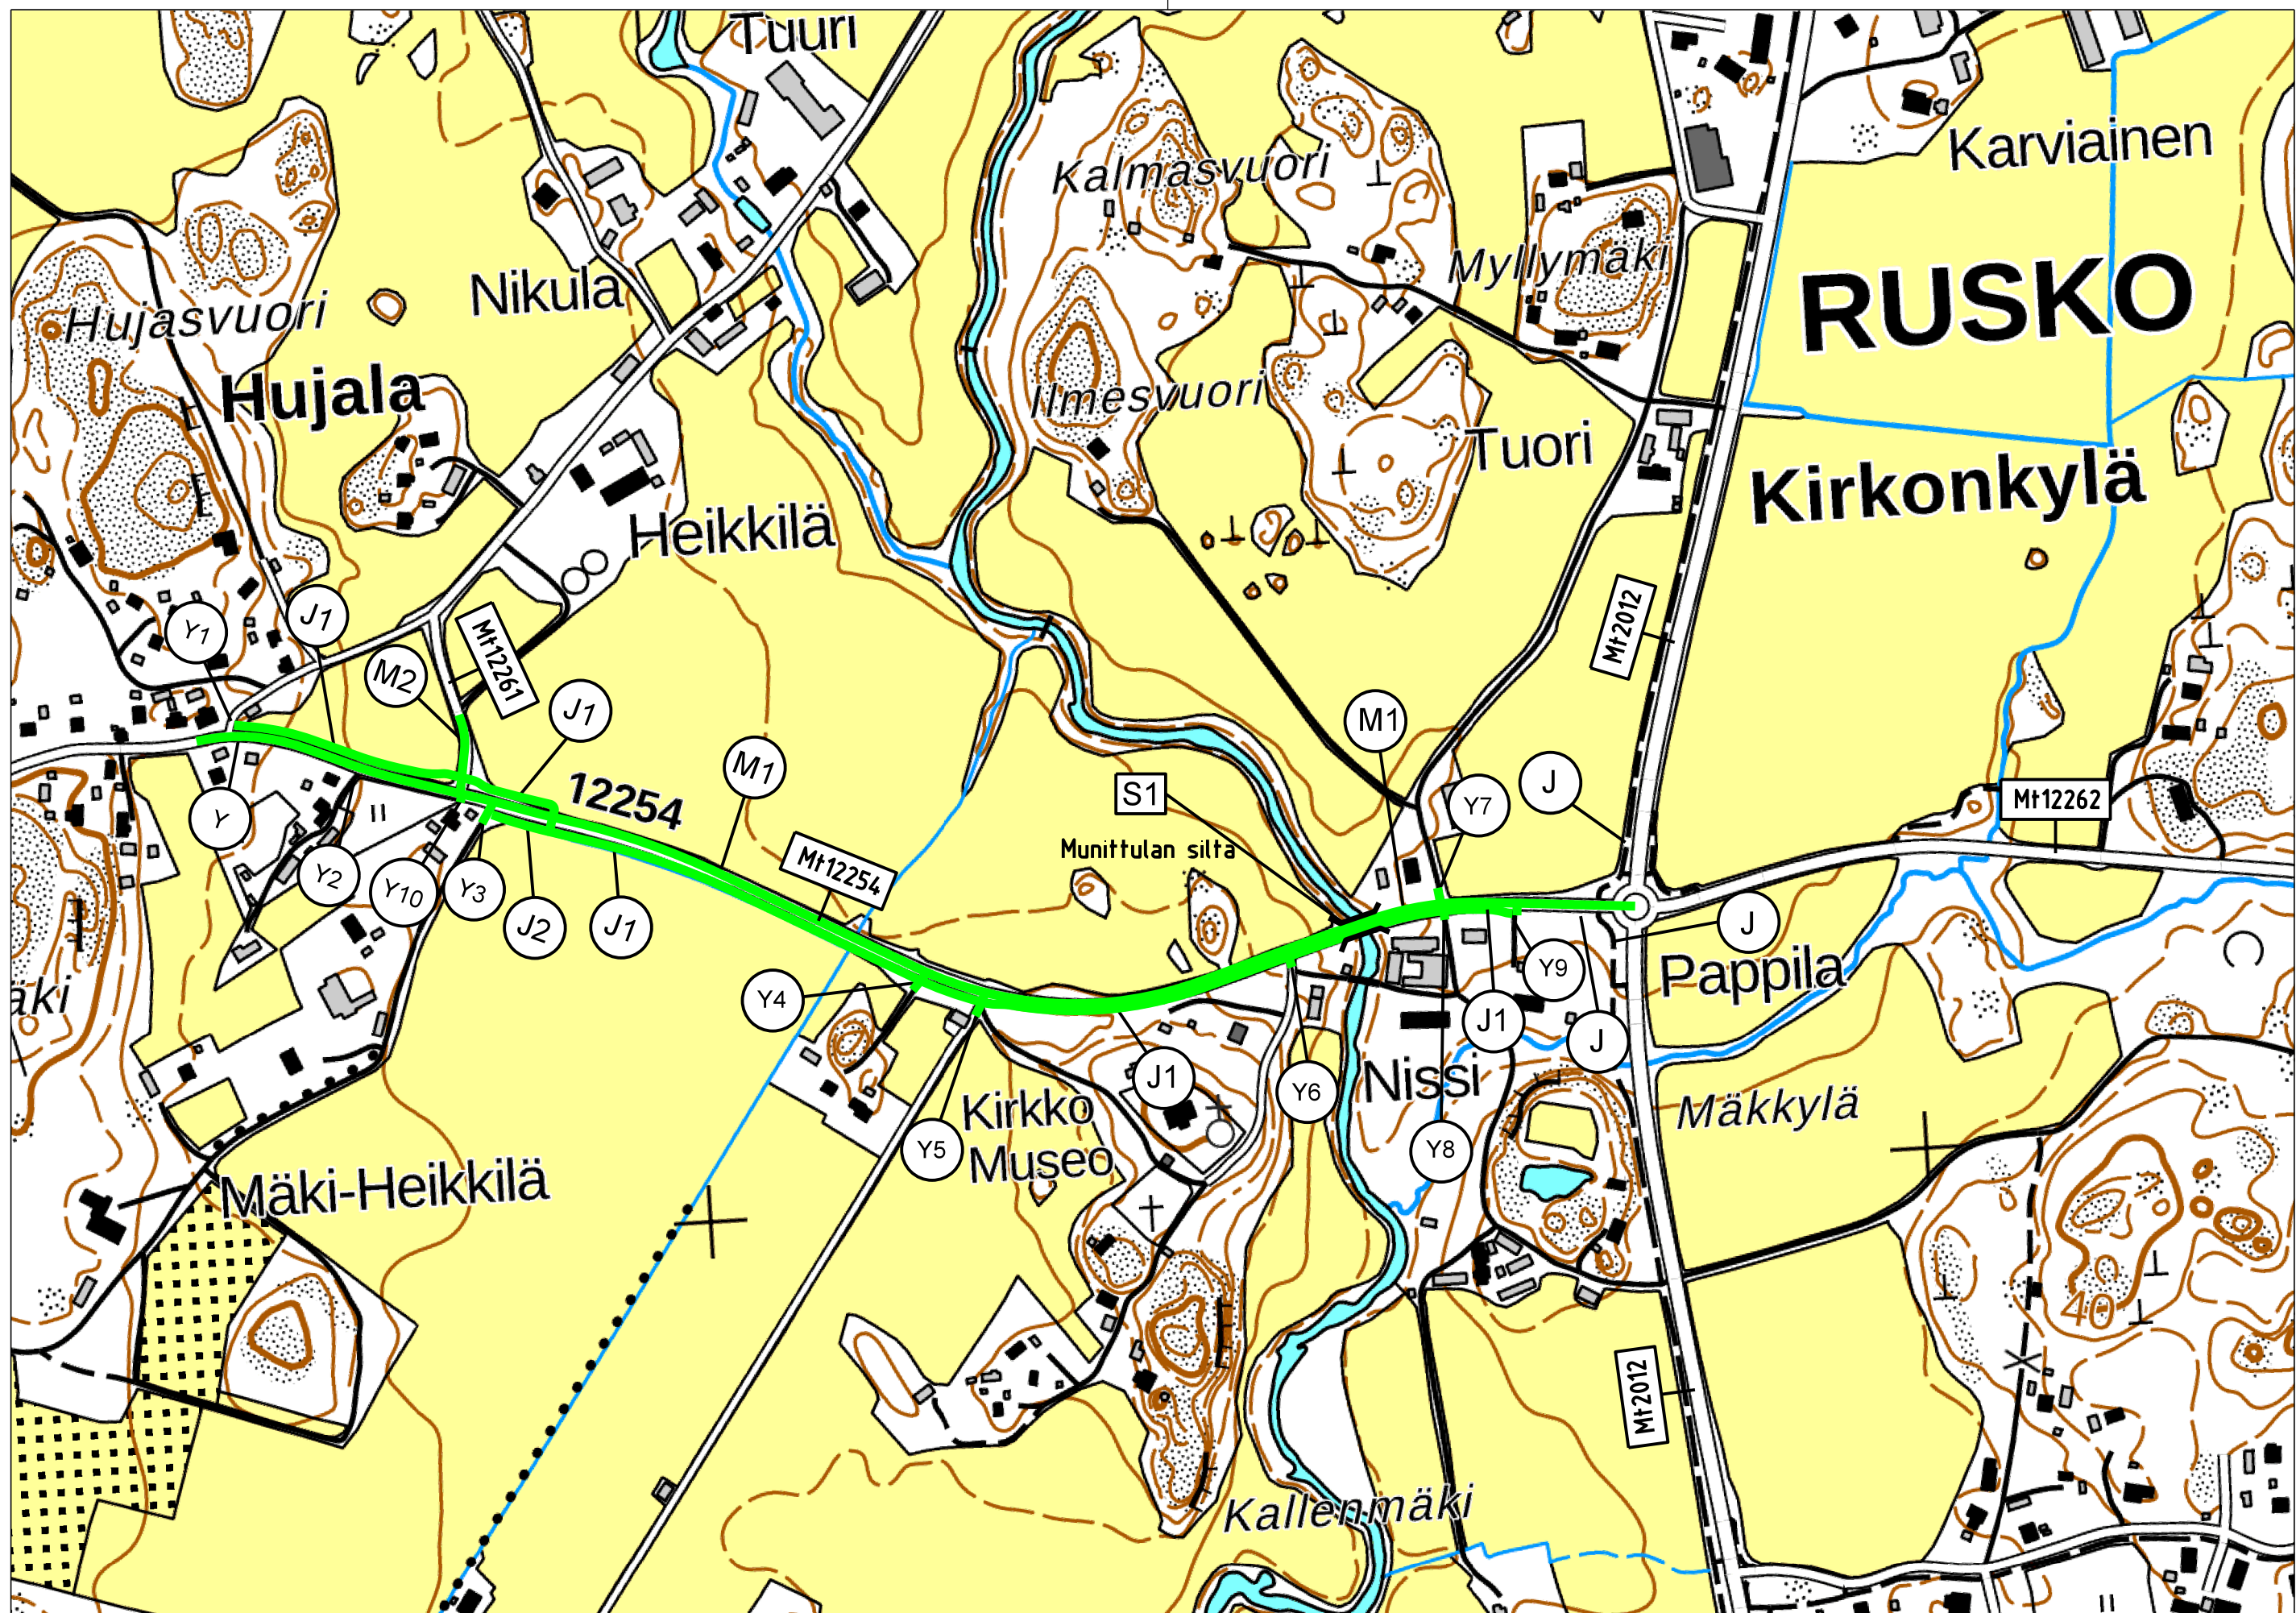 Tuuri
Karviainen
Kalmasvuori
Myllymäki
Nikula
RUSKO
Hujasvuori
Hujala
Ilmesvuori
Tuori
Kirkonkylä
Heikkilä
Y1
J1
M2
Mt12261
Mt2012
J1
M1
M1
J
12254
S1
Y7
Mt12262
Munittulan silta
Y
Y2
Y10
Y3
J2
J1
Mt12254
J
Y9
Pappila
Y4
äki
J1
J1
J
Y6
Nissi
Kirkko
Museo
Y5
Y8
Mäkkylä
Mäki-Heikkilä
40
Mt2012
Kallenmäki